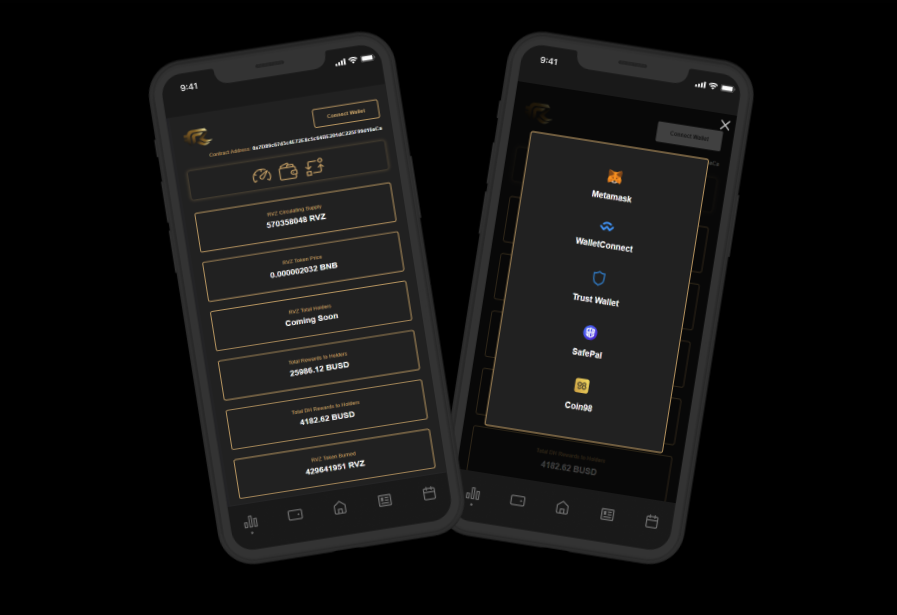 9:41
Connect Wallet
Contract Address:
RVZ Circulating Supply
570358048 RVZ
RVZ Token Price
0.000002032 BNB
RVZ Total Holders
Coming Soon
Total Rewards to Holders
25986.12 BUSD
Total DH Rewards to Holders
4182.62 BUSD
RVZ Token Burned
429641951 RVZ
9:41
Connect Wallet
Metamask
WalletConnect
Trust Wallet
SafePal
98
Coin98
Total DH Rewards to Holders
4182.62 BUSD